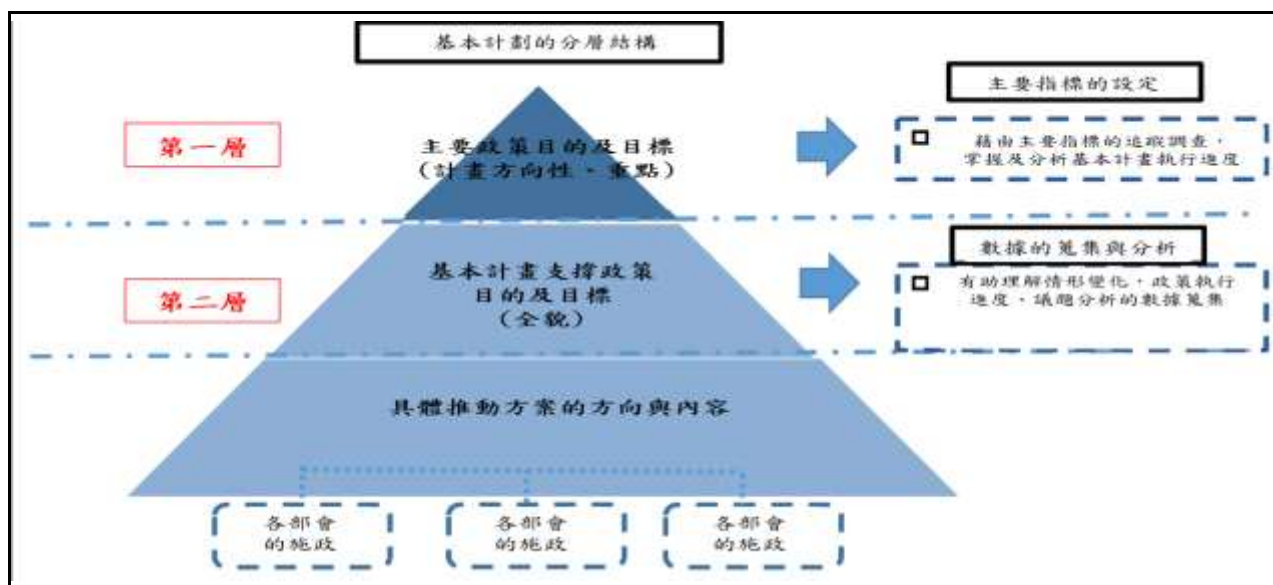 基本計劃的分層結構
主要指標的設定
第一層
主要政策目的及目標
(計畫方向性、重點)
藉由主要指標的追蹤調查,
掌握及分析基本計畫執行進度
數據的蒐集與分析
第二層
基本計畫支撐政策
目的及目標
(全貌)
有助理解情形變化,政策執行
進度、議題分析的數據蒐集
具體推動方案的方向與內容
各部會
的施政
各部會
的施政
各部會
的施政